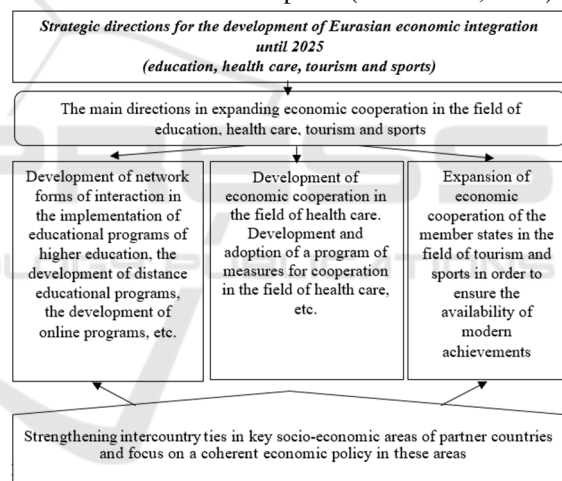 Strategic directions for the development of Eurasian economic integration
until 2025
(education, health care, tourism and sports)
The main directions in expanding economic cooperation in the field of
education, health care, tourism and sports
Development of network
forms of interaction in
the implementation of
educational programs of
higher education, the
development of distance
educational programs,
the development of
online programs, etc.
Development of
economic cooperation in
the field of health care.
Development and
adoption of a program of
measures for cooperation
in the field of health care,
etc.
Expansion of
economic
cooperation of the
member states in the
field of tourism and
sports in order to
ensure the
availability of
modern
achievements
Strengthening intercountry ties in key socio-economic areas of partner countries
and focus on a coherent economic policy in these areas